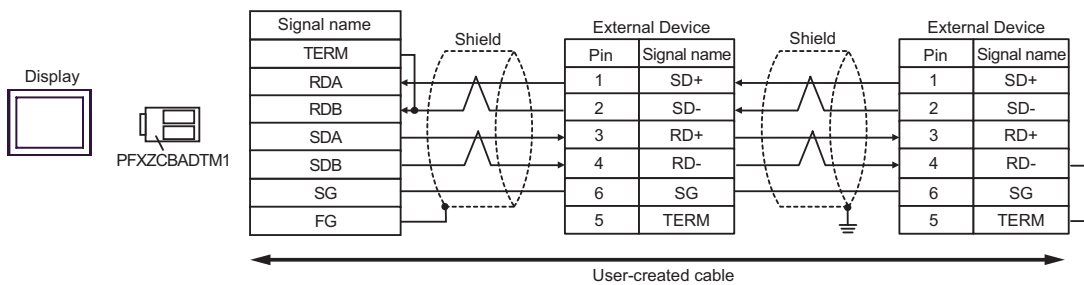 Display
PFXZCBADTM1
Signal name
TERM
RDA
RDB
SDA
SDB
SG
FG
Shield
External Device
Pin Signal name
1 SD+
2 SD-
3 RD+
4 RD-
6 SG
5 TERM
Shield
External Device
Pin Signal name
1 SD+
2 SD-
3 RD+
4 RD-
6 SG
5 TERM
User-created cable